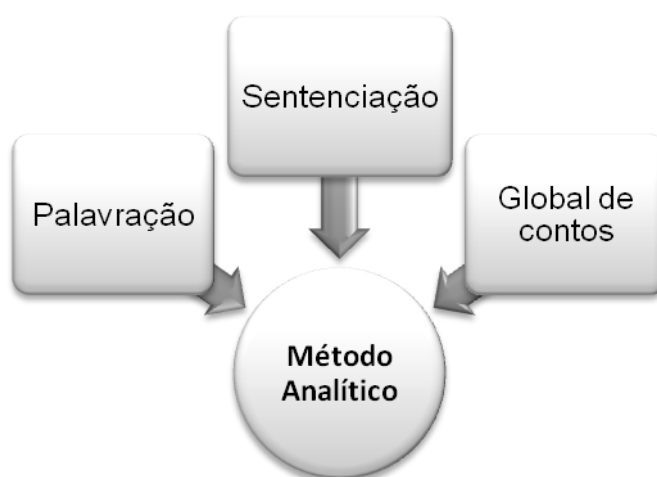 Sentenciação
Palavração
Global de
contos
Método
Analítico